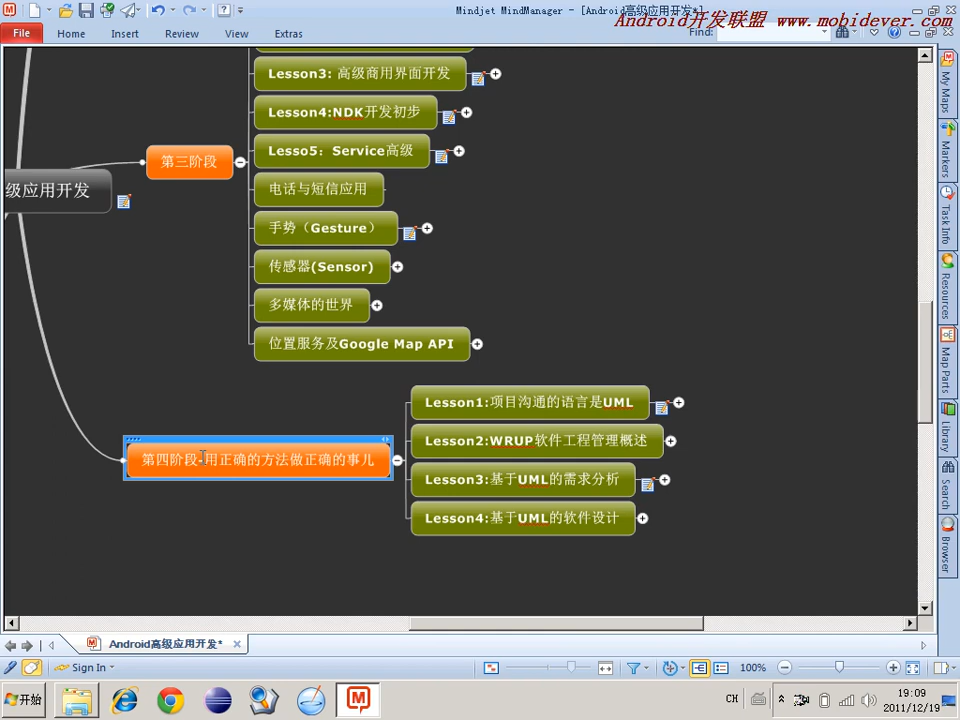 Mindjet MindManager - [Android高级应用开发*]
Android开发联盟 www.mobidever.com
File Home Insert Review View Extras Find:
Lesson3: 高级商用界面开发
Lesson4:NDK开发初步
Lesso5: Service高级
第三阶段
级应用开发
电话与短信应用
手势（Gesture）
传感器(Sensor)
多媒体的世界
位置服务及Google Map API
Lesson1:项目沟通的语言是UML
Lesson2:WRUP软件工程管理概述
第四阶段-用正确的方法做正确的事儿
Lesson3:基于UML的需求分析
Lesson4:基于UML的软件设计
My Maps
Markers
Task Info
Resources
Map Parts
Library
Search
Browser
Android高级应用开发*
Sign In
100%
开始
CH
19:09
2011/12/19